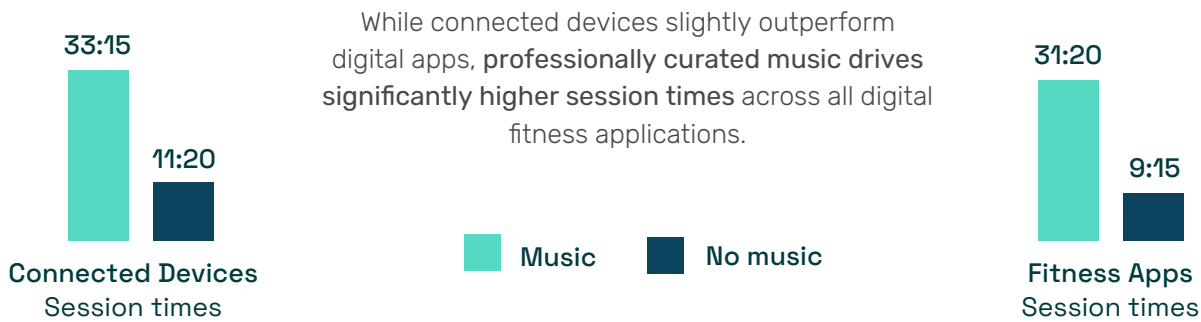 33:15
11:20
Connected Devices
Session times
While connected devices slightly outperform
digital apps, professionally curated music drives
significantly higher session times across all digital
fitness applications.
Music
No music
31:20
9:15
Fitness Apps
Session times